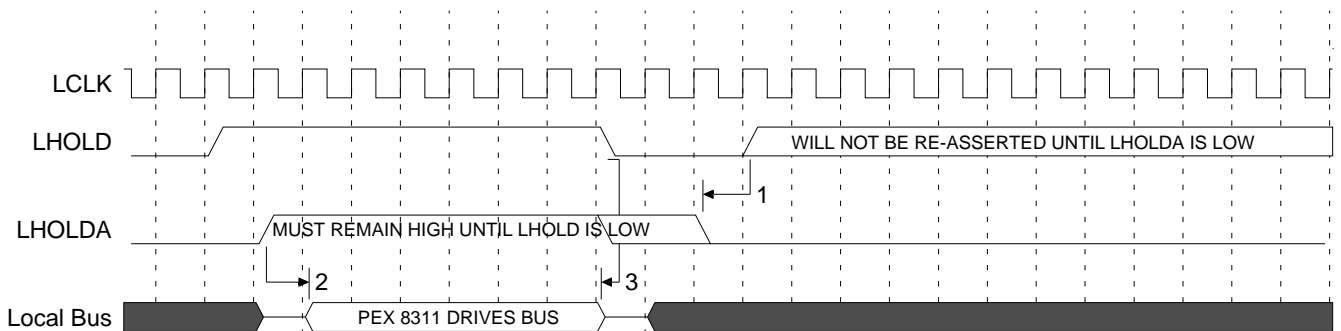 LCLK
LHOLD
WILL NOT BE RE-ASSERTED UNTIL LHOLDA IS LOW
1
LHOLDA
MUST REMAIN HIGH UNTIL LHOLD IS LOW
2
3
Local Bus
PEX 8311 DRIVES BUS